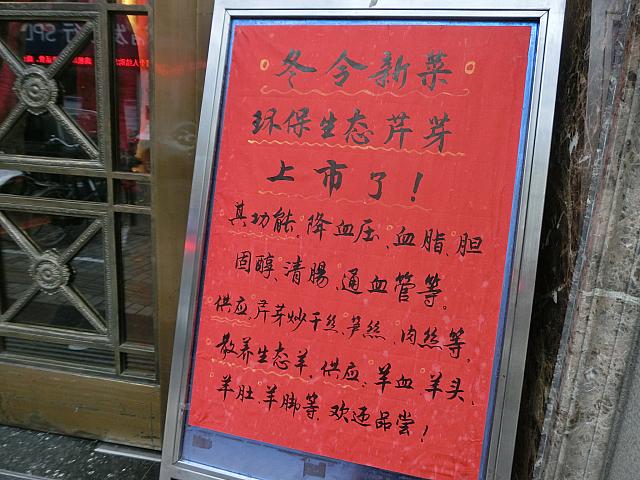 冬令新菜
环保生态芹芽
上市了！
其功能、降血压、血脂、胆
固醇、清腸、通血管等。
供应、芹芽炒干丝、笋絲、肉丝等，
散养生态羊、供应、羊血、羊头、
羊肚、羊脚等、欢迎品尝！